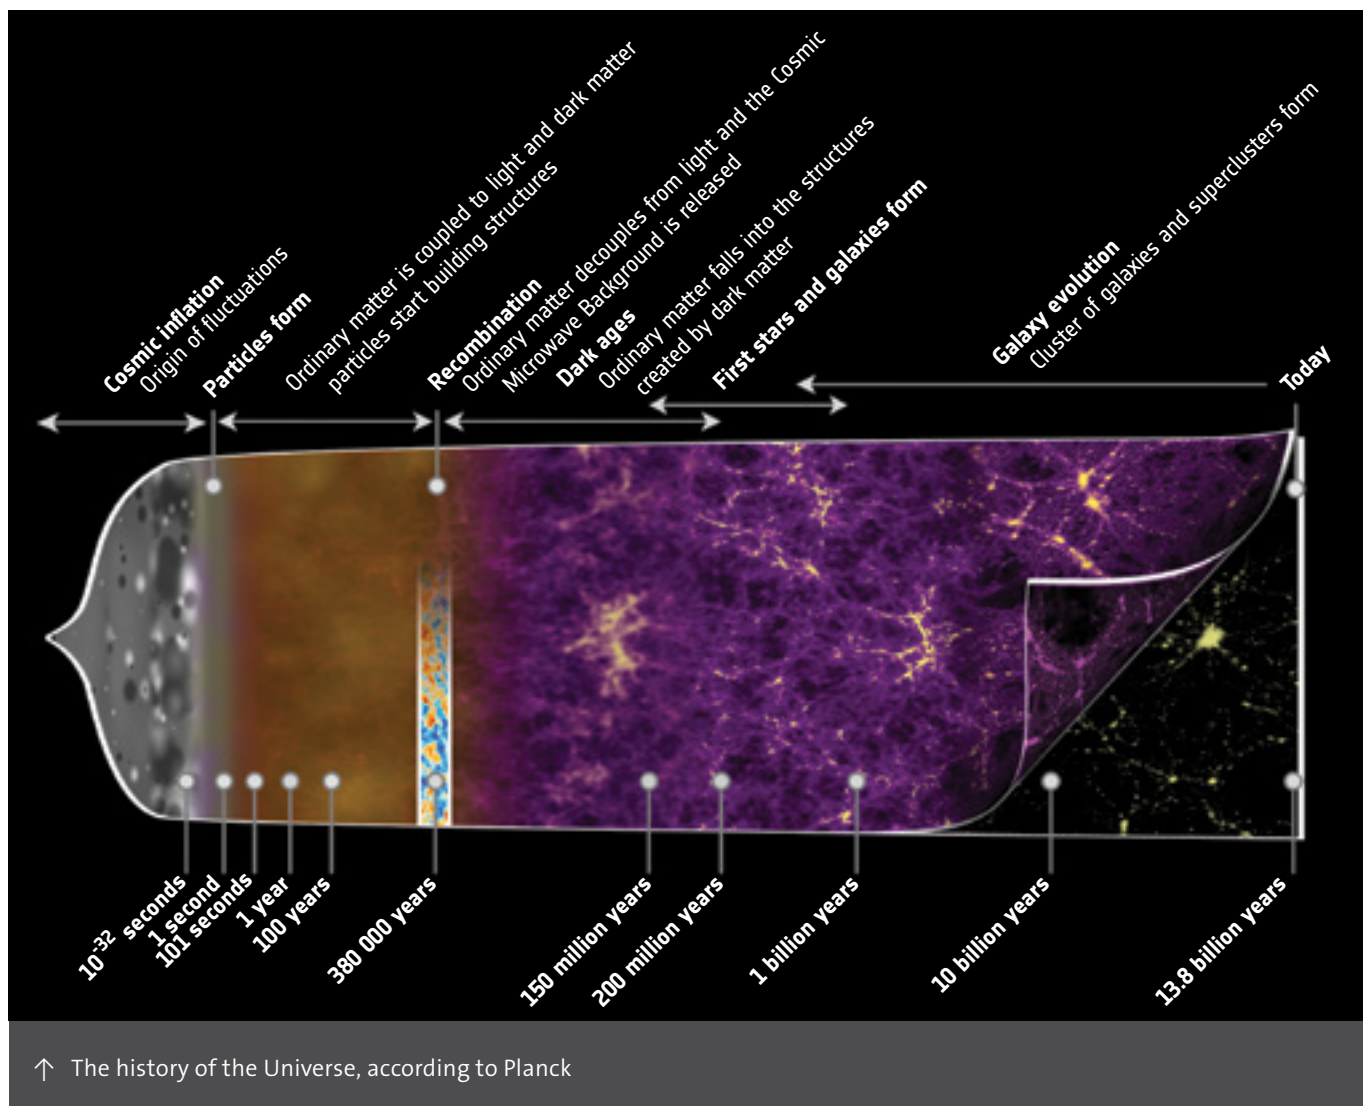 Cosmic inflation
Origin of fluctuations
Particles form
Ordinary matter is coupled to light and dark matter
particles start building structures
Recombination
Ordinary matter decouples from light and the Cosmic
Microwave Background is released
Dark ages
Ordinary matter falls into the structures
created by dark matter
First stars and galaxies form
Galaxy evolution
Cluster of galaxies and superclusters form
Today
10⁻³² seconds
1 second
101 seconds
1 year
100 years
380 000 years
150 million years
200 million years
1 billion years
10 billion years
13.8 billion years
↑ The history of the Universe, according to Planck